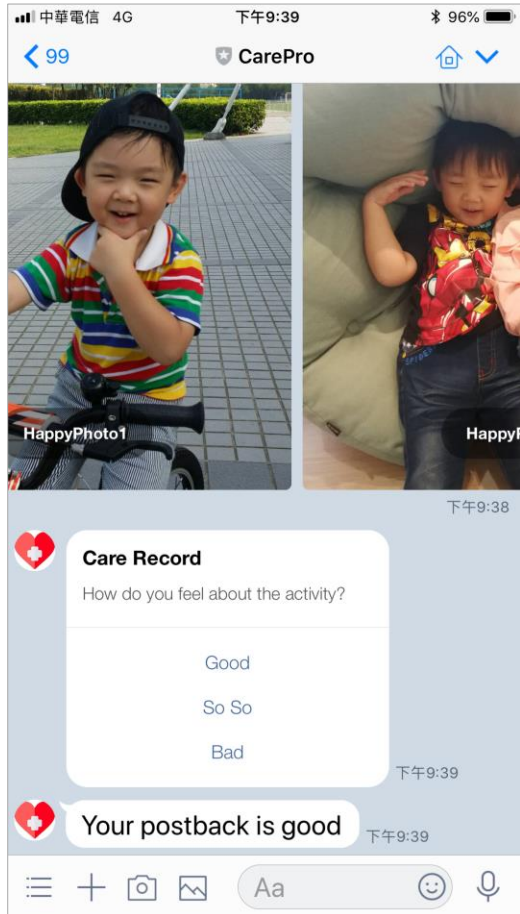 中華電信 4G 下午9:39 96%
99 CarePro
HappyPhoto1 HappyP
下午9:38
Care Record
How do you feel about the activity?
Good
So So
Bad
下午9:39
Your postback is good 下午9:39
Aa